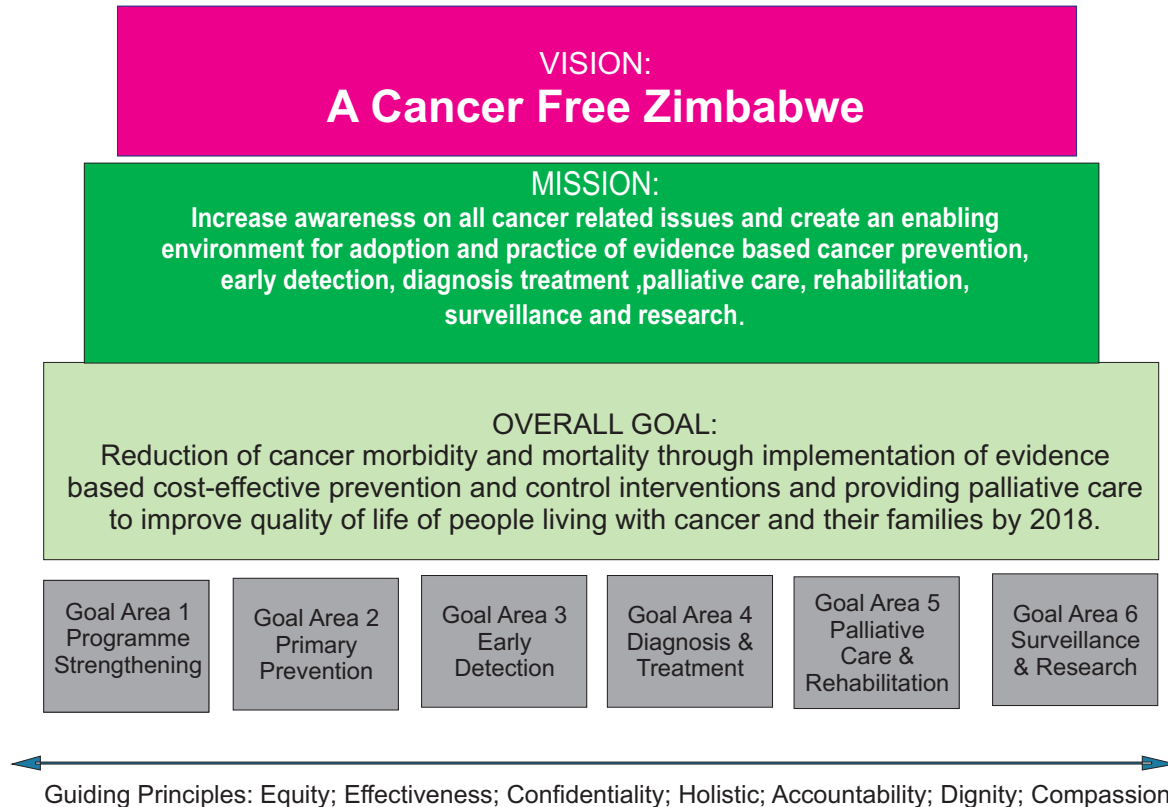 VISION:
A Cancer Free Zimbabwe
MISSION:
Increase awareness on all cancer related issues and create an enabling
environment for adoption and practice of evidence based cancer prevention,
early detection, diagnosis treatment ,palliative care, rehabilitation,
surveillance and research.
OVERALL GOAL:
Reduction of cancer morbidity and mortality through implementation of evidence
based cost-effective prevention and control interventions and providing palliative care
to improve quality of life of people living with cancer and their families by 2018.
Goal Area 1
Programme
Strengthening
Goal Area 2
Primary
Prevention
Goal Area 3
Early
Detection
Goal Area 4
Diagnosis &
Treatment
Goal Area 5
Palliative
Care &
Rehabilitation
Goal Area 6
Surveillance
& Research
Guiding Principles: Equity; Effectiveness; Confidentiality; Holistic; Accountability; Dignity; Compassion